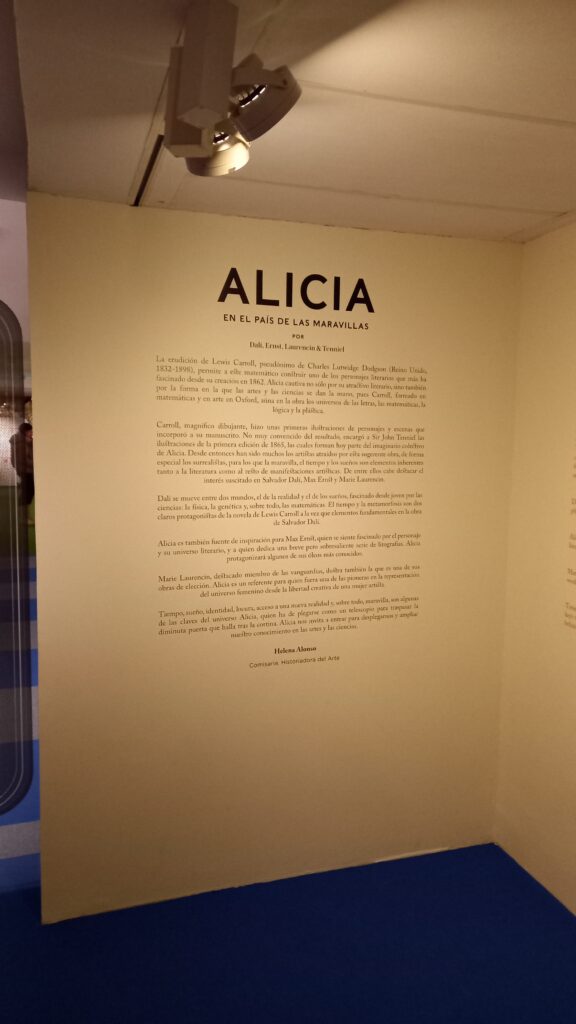 ALICIA
EN EL PAÍS DE LAS MARAVILLAS
POR
Dalí, Ernst, Laurencin & Tenniel
La erudición de Lewis Carroll, pseudónimo de Charles Lutwidge Dodgson (Reino Unido,
1832-1898), permite a este matemático construir uno de los personajes literarios que más ha
fascinado desde su creación en 1862. Alicia cautiva no sólo por su atractivo literario, sino también
por la forma en la que las artes y las ciencias se dan la mano, pues Carroll, formado en
matemáticas y en arte en Oxford, aúna en la obra los universos de las letras, las matemáticas, la
lógica y la plástica.
Carroll, magnífico dibujante, hizo unas primeras ilustraciones de personajes y escenas que
incorporó a su manuscrito. No muy convencido del resultado, encargó a Sir John Tenniel las
ilustraciones de la primera edición de 1865, las cuales forman hoy parte del imaginario colectivo
de Alicia. Desde entonces han sido muchos los artistas atraídos por esta sugerente obra, de forma
especial los surrealistas, para los que la maravilla, el tiempo y los sueños son elementos inherentes
tanto a la literatura como al resto de manifestaciones artísticas. De entre ellos cabe destacar el
interés suscitado en Salvador Dalí, Max Ernst y Marie Laurencin.
Dalí se mueve entre dos mundos, el de la realidad y el de los sueños, fascinado desde joven por las
ciencias: la física, la genética y, sobre todo, las matemáticas. El tiempo y la metamorfosis son dos
claros protagonistas de la novela de Lewis Carroll a la vez que elementos fundamentales en la obra
de Salvador Dalí.
Alicia es también fuente de inspiración para Max Ernst, quien se siente fascinado por el personaje
y su universo literario, y a quien dedica una breve pero sobresaliente serie de litografías. Alicia
protagonizará algunos de sus óleos más conocidos.
Marie Laurencin, destacado miembro de las vanguardias, ilustra también la que es una de sus
obras de elección. Alicia es un referente para quien fuera una de las pioneras en la representación
del universo femenino desde la libertad creativa de una mujer artista.
Tiempo, sueño, identidad, locura, acceso a una nueva realidad y, sobre todo, maravilla, son algunas
de las claves del universo Alicia, quien ha de plegarse como un telescopio para traspasar la
diminuta puerta que halla tras la cortina. Alicia nos invita a entrar para desplegarnos y ampliar
nuestro conocimiento en las artes y las ciencias.
Helena Alonso
Comisaria. Historiadora del Arte